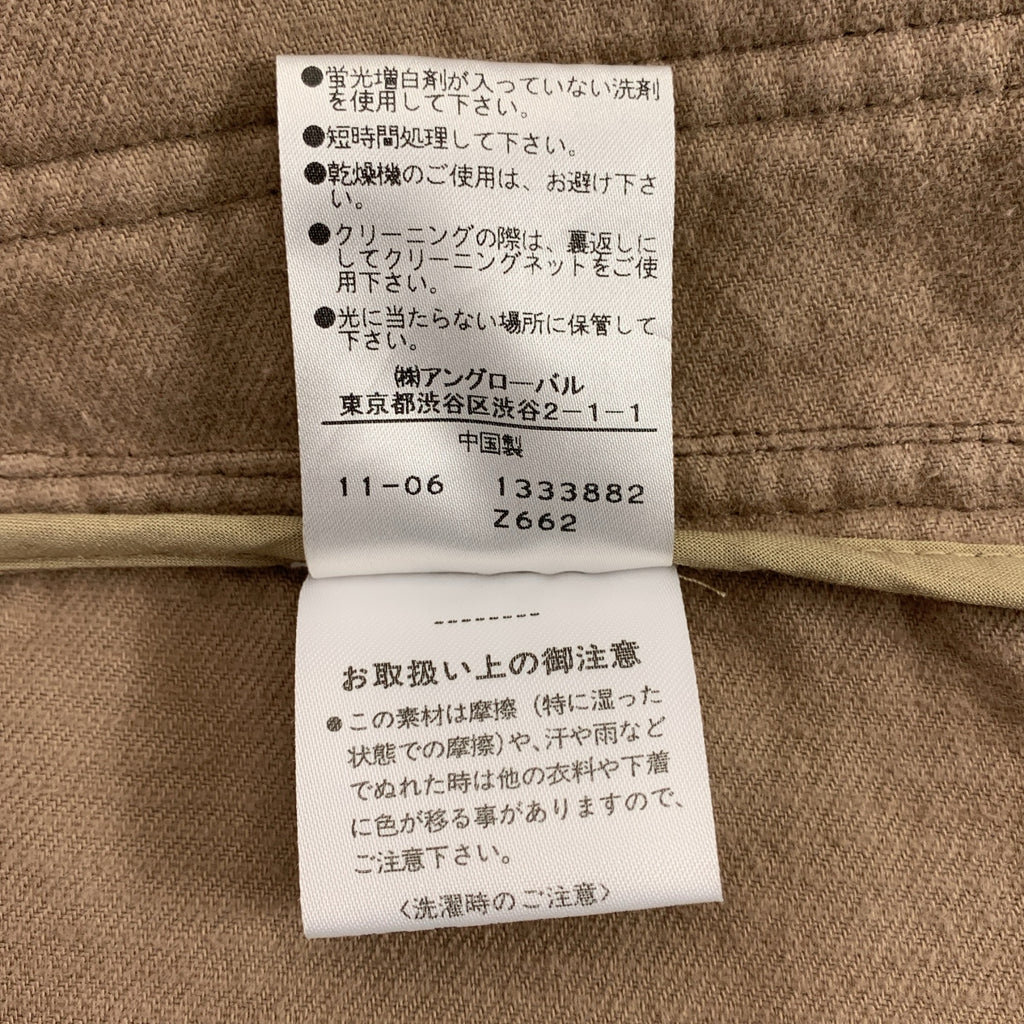 ●蛍光増白剤が入っていない洗剤
を使用して下さい。
●短時間処理して下さい。
●乾燥機のご使用は、お避け下さ
い。
●クリーニングの際は、裏返しに
してクリーニングネットをご使
用下さい。
●光に当たらない場所に保管して
下さい。
㈱アングローバル
東京都渋谷区渋谷2-1-1
中国製
11-06 1333882
Z662
--------
お取扱い上の御注意
●この素材は摩擦(特に湿った
状態での摩擦)や、汗や雨など
でぬれた時は他の衣料や下着
に色が移る事がありますので、
ご注意下さい。
〈洗濯時のご注意〉